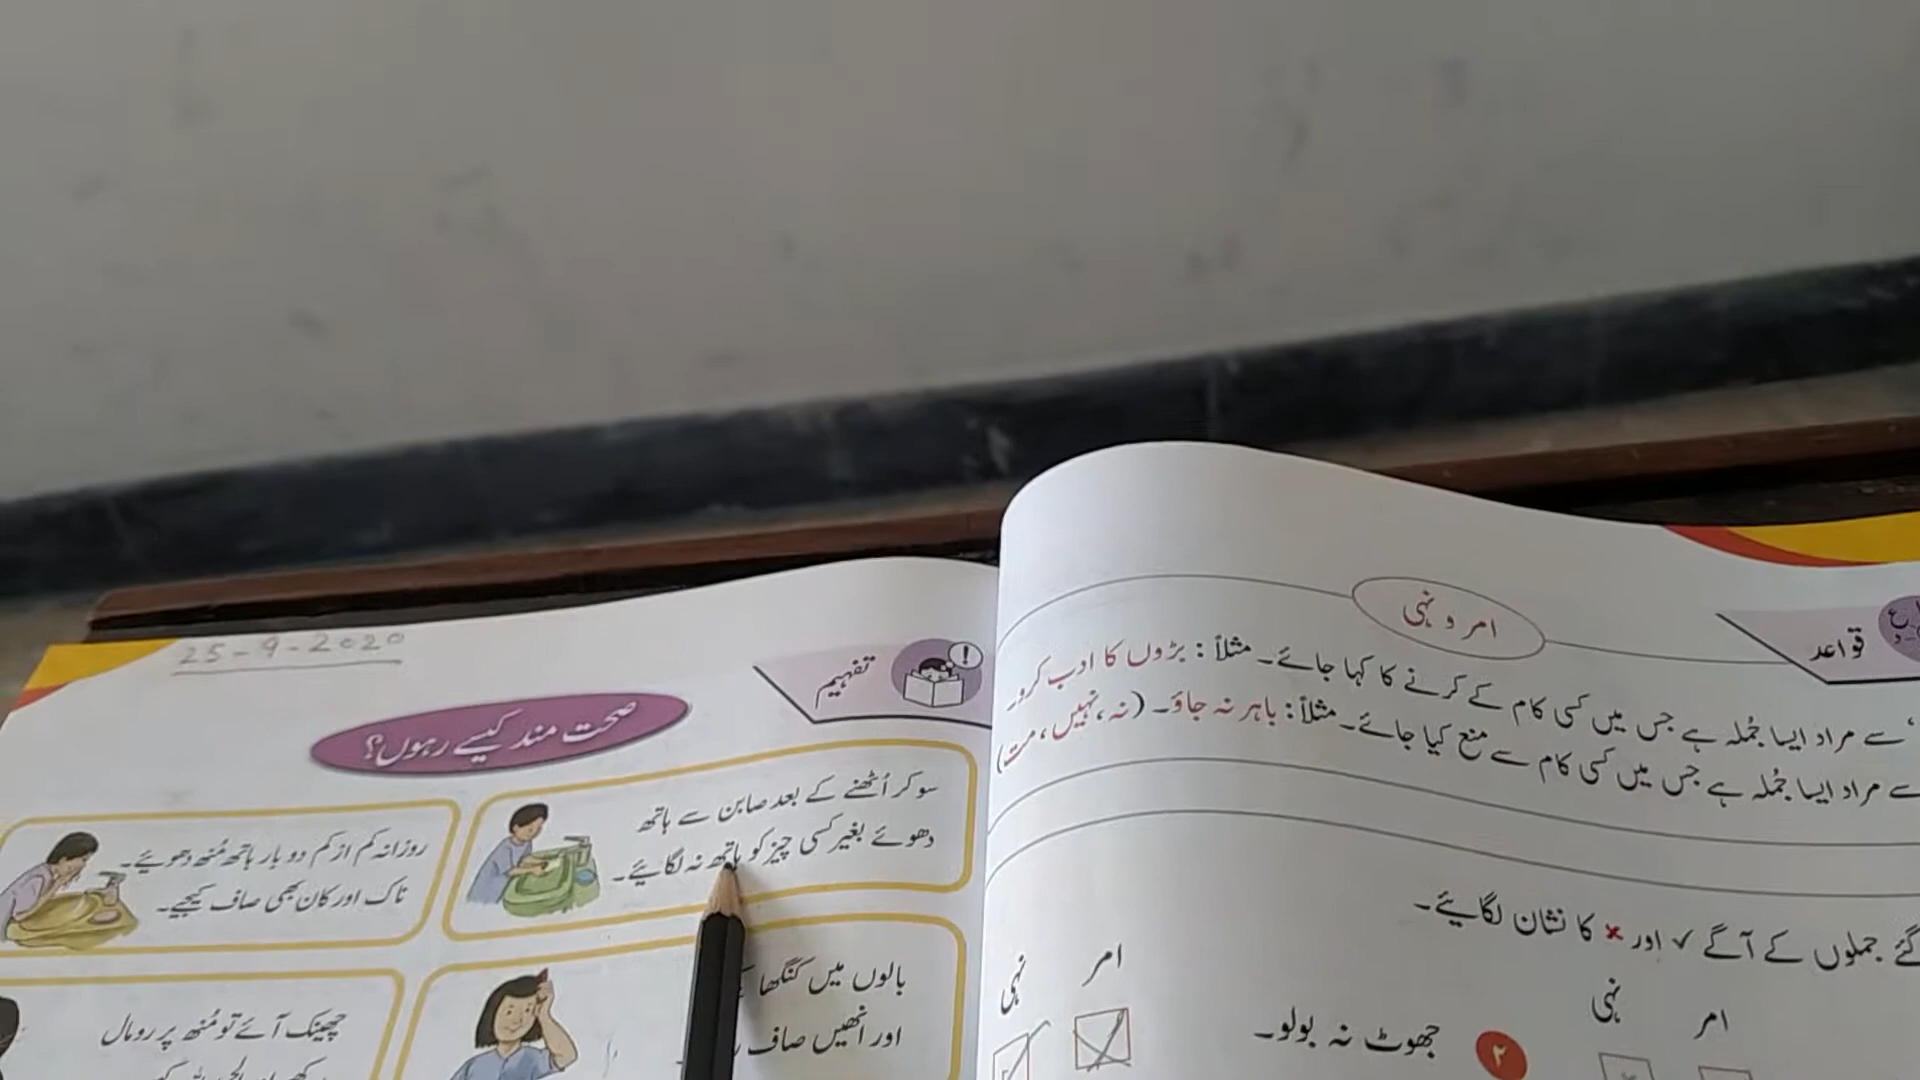 قواعد
امر و نہی
سے مراد ایسا جُملہ ہے جس میں کسی کام کے کرنے کا کہا جائے۔ مثلاً: بڑوں کا ادب کرو
سے مراد ایسا جُملہ ہے جس میں کسی کام سے منع کیا جائے۔ مثلاً: باہر نہ جاؤ۔ (نہ، نہیں، مت)
گئے جملوں کے آگے ✓ اور × کا نشان لگائیے۔
امر نہی
امر نہی
۲ جھوٹ نہ بولو۔
25-9-2020
تفہیم
صحت مند کیسے رہوں؟
سو کر اُٹھنے کے بعد صابن سے ہاتھ
دھوئے بغیر کسی چیز کو ہاتھ نہ لگائیے۔
روزانہ کم از کم دو بار ہاتھ مُنھ دھوئیے۔
ناک اور کان بھی صاف کیجیے۔
بالوں میں کنگھا
اور انھیں صاف
چھینک آئے تو مُنھ پر رومال